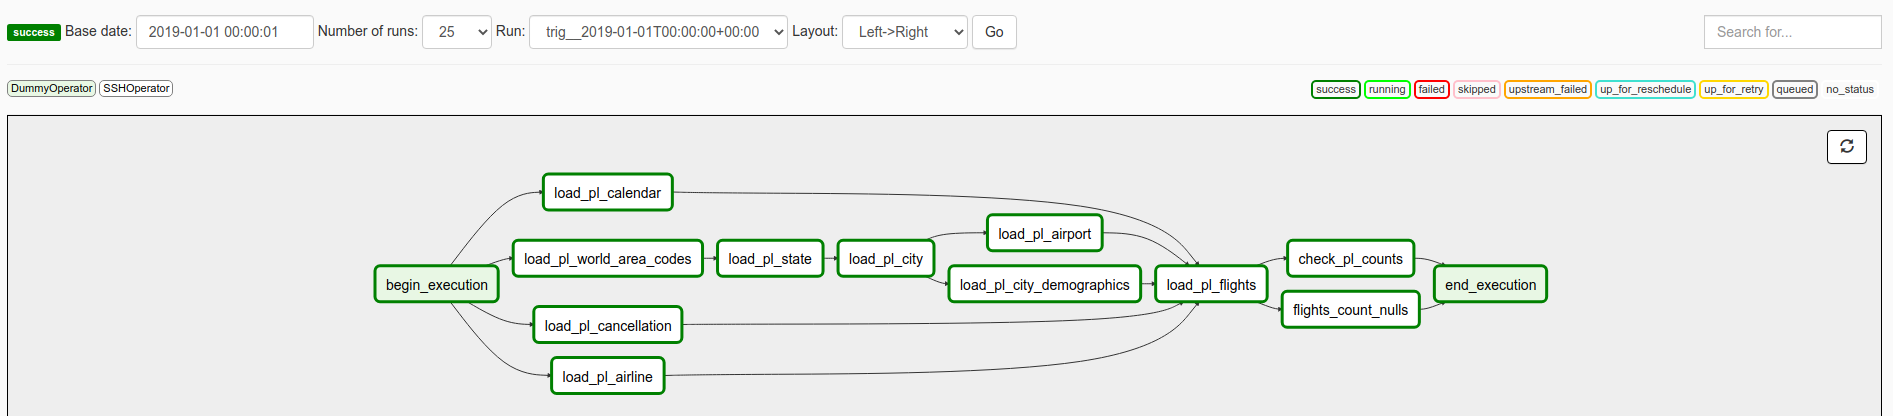 success Base date: 2019-01-01 00:00:01 Number of runs: 25 Run: trig__2019-01-01T00:00:00+00:00 Layout: Left->Right Go Search for...
DummyOperator SSHOperator success running failed skipped upstream_failed up_for_reschedule up_for_retry queued no_status
load_pl_calendar
load_pl_airport
load_pl_world_area_codes load_pl_state load_pl_city check_pl_counts
begin_execution load_pl_city_demographics load_pl_flights end_execution
flights_count_nulls
load_pl_cancellation
load_pl_airline